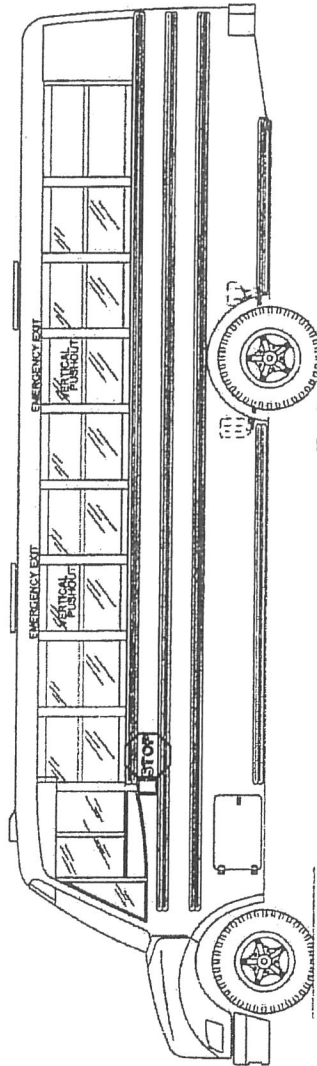 EMERGENCY EXIT
VERTICAL
PUSHOUT
EMERGENCY EXIT
VERTICAL
PUSHOUT
STOP